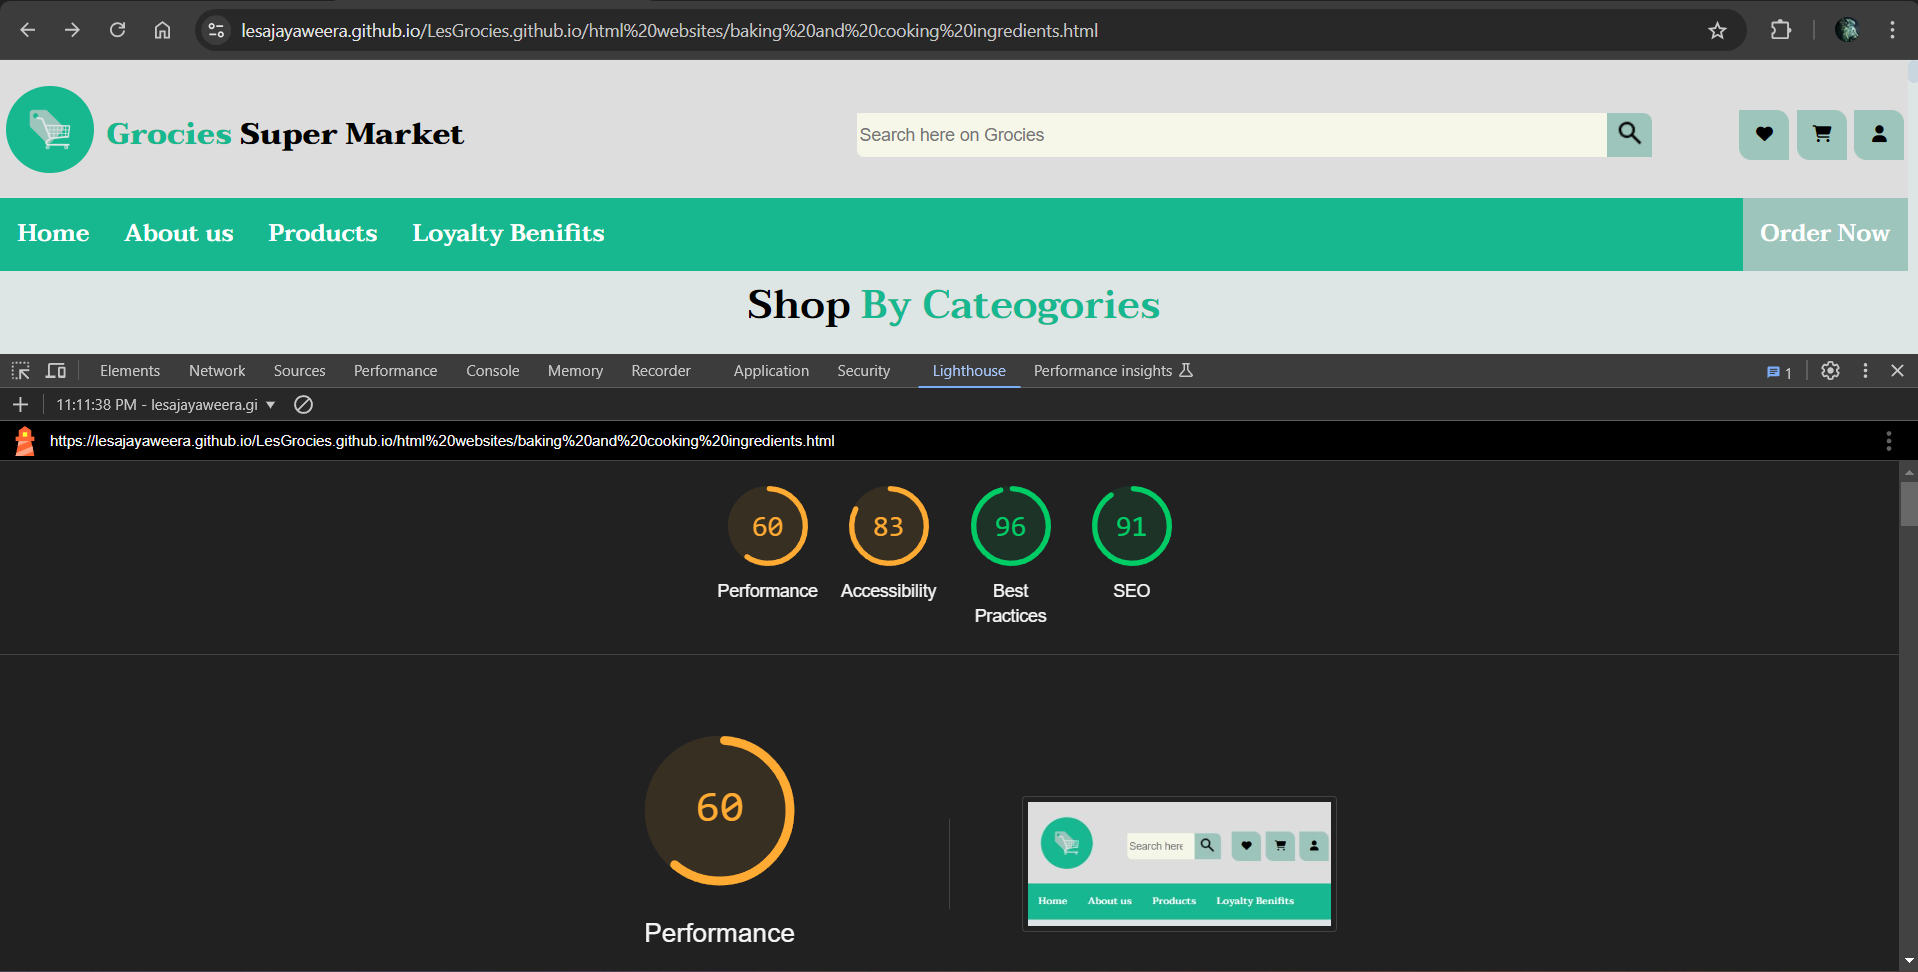 lesajayaweera.github.io/LesGrocies.github.io/html%20websites/baking%20and%20cooking%20ingredients.html
Grocies Super Market
Search here on Grocies
Home About us Products Loyalty Benifits Order Now
Shop By Cateogories
Elements Network Sources Performance Console Memory Recorder Application Security Lighthouse Performance insights 1
11:11:38 PM - lesajayaweera.gi
https://lesajayaweera.github.io/LesGrocies.github.io/html%20websites/baking%20and%20cooking%20ingredients.html
60 83 96 91
Performance Accessibility Best Practices SEO
60
Performance
Search here
Home About us Products Loyalty Benifits